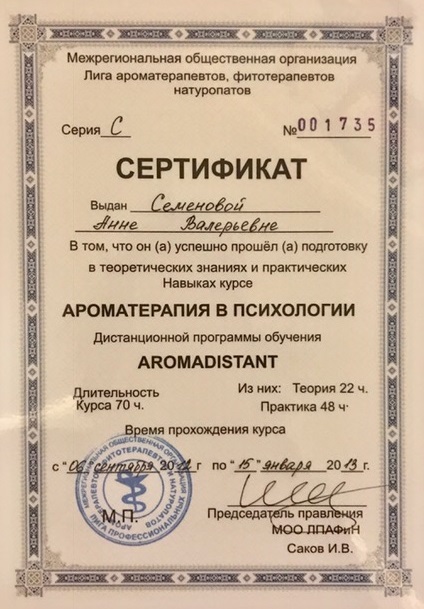 Межрегиональная общественная организация
Лига ароматерапевтов, фитотерапевтов
натуропатов
Серия С №001735
СЕРТИФИКАТ
Выдан Семеновой
Анне Валерьевне
В том, что он (а) успешно прошёл (а) подготовку
в теоретических знаниях и практических
Навыках курсе
АРОМАТЕРАПИЯ В ПСИХОЛОГИИ
Дистанционной программы обучения
AROMADISTANT
Длительность Из них: Теория 22 ч.
Курса 70 ч. Практика 48 ч.
Время прохождения курса
с "06 сентября 2012 г по "15" января 2013 г.
М.П. Председатель правления
МОО ЛПАФиН
Саков И.В.